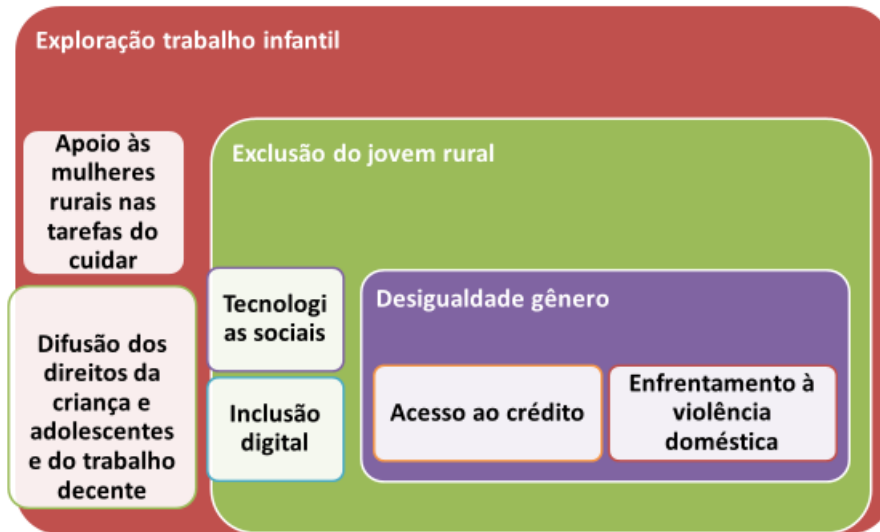 Exploração trabalho infantil
Apoio às
mulheres
rurais nas
tarefas do
cuidar
Difusão dos
direitos da
criança e
adolescentes
e do trabalho
decente
Exclusão do jovem rural
Tecnologi
as sociais
Inclusão
digital
Desigualdade gênero
Acesso ao crédito
Enfrentamento à
violência
doméstica